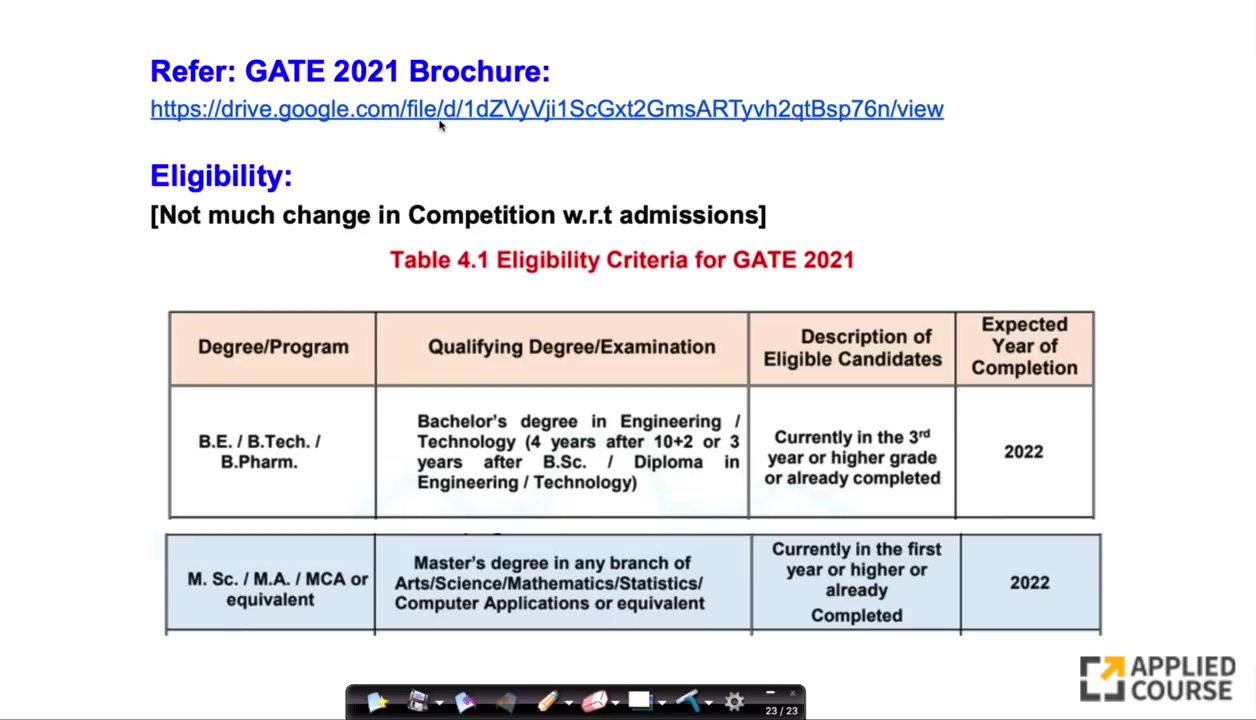 Refer: GATE 2021 Brochure:
https://drive.google.com/file/d/1dZVyVji1ScGxt2GmsARTyvh2qtBsp76n/view
Eligibility:
[Not much change in Competition w.r.t admissions]
Table 4.1 Eligibility Criteria for GATE 2021
Degree/Program
Qualifying Degree/Examination
Description of
Eligible Candidates
Expected
Year of
Completion
B.E. / B.Tech. /
B.Pharm.
Bachelor's degree in Engineering /
Technology (4 years after 10+2 or 3
years after B.Sc. / Diploma in
Engineering / Technology)
Currently in the 3rd
year or higher grade
or already completed
2022
M. Sc. / M.A. / MCA or
equivalent
Master's degree in any branch of
Arts/Science/Mathematics/Statistics/
Computer Applications or equivalent
Currently in the first
year or higher or
already
Completed
2022
23 / 23
APPLIED
COURSE